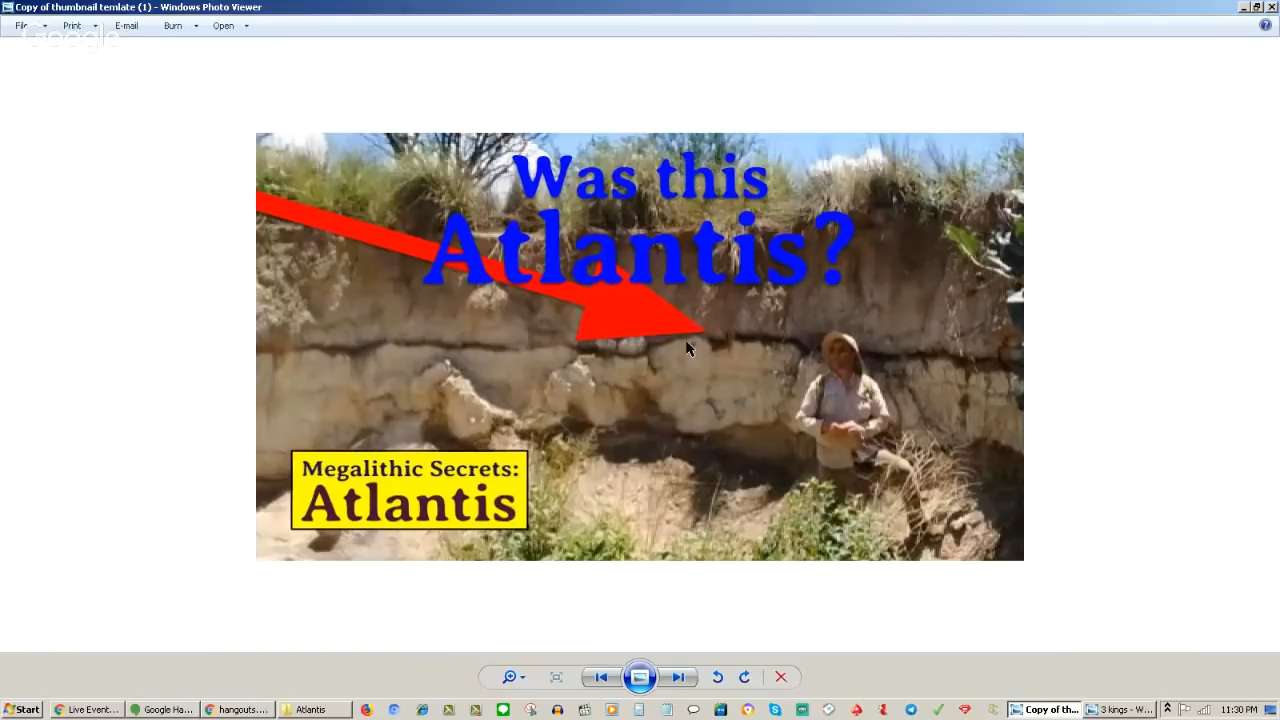 Copy of thumbnail temlate (1) - Windows Photo Viewer
File Print E-mail Burn Open
Google
Was this
Atlantis?
Megalithic Secrets:
Atlantis
Start Live Event... Google Ha... hangouts.... Atlantis Copy of th... 3 kings - W... 11:30 PM